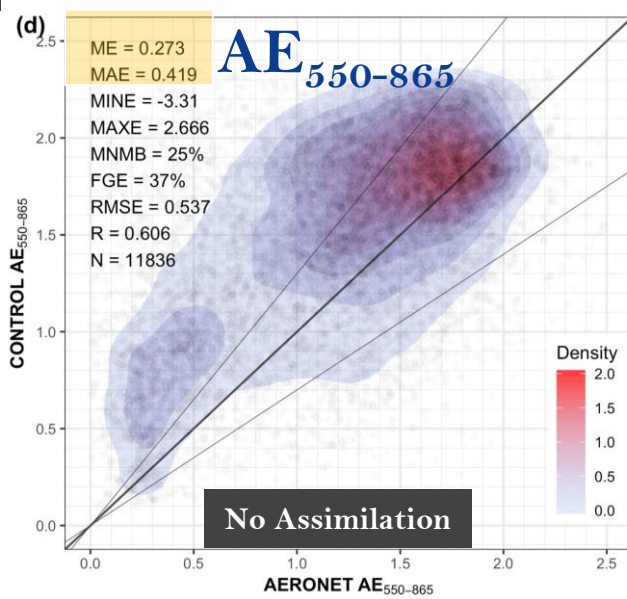 (d)
AE550-865
ME = 0.273
MAE = 0.419
MINE = -3.31
MAXE = 2.666
MNMB = 25%
FGE = 37%
RMSE = 0.537
R = 0.606
N = 11836
CONTROL AE550−865
2.5
2.0
1.5
1.0
0.5
0.0
Density
2.0
1.5
1.0
0.5
0.0
No Assimilation
0.0 0.5 1.0 1.5 2.0 2.5
AERONET AE550−865